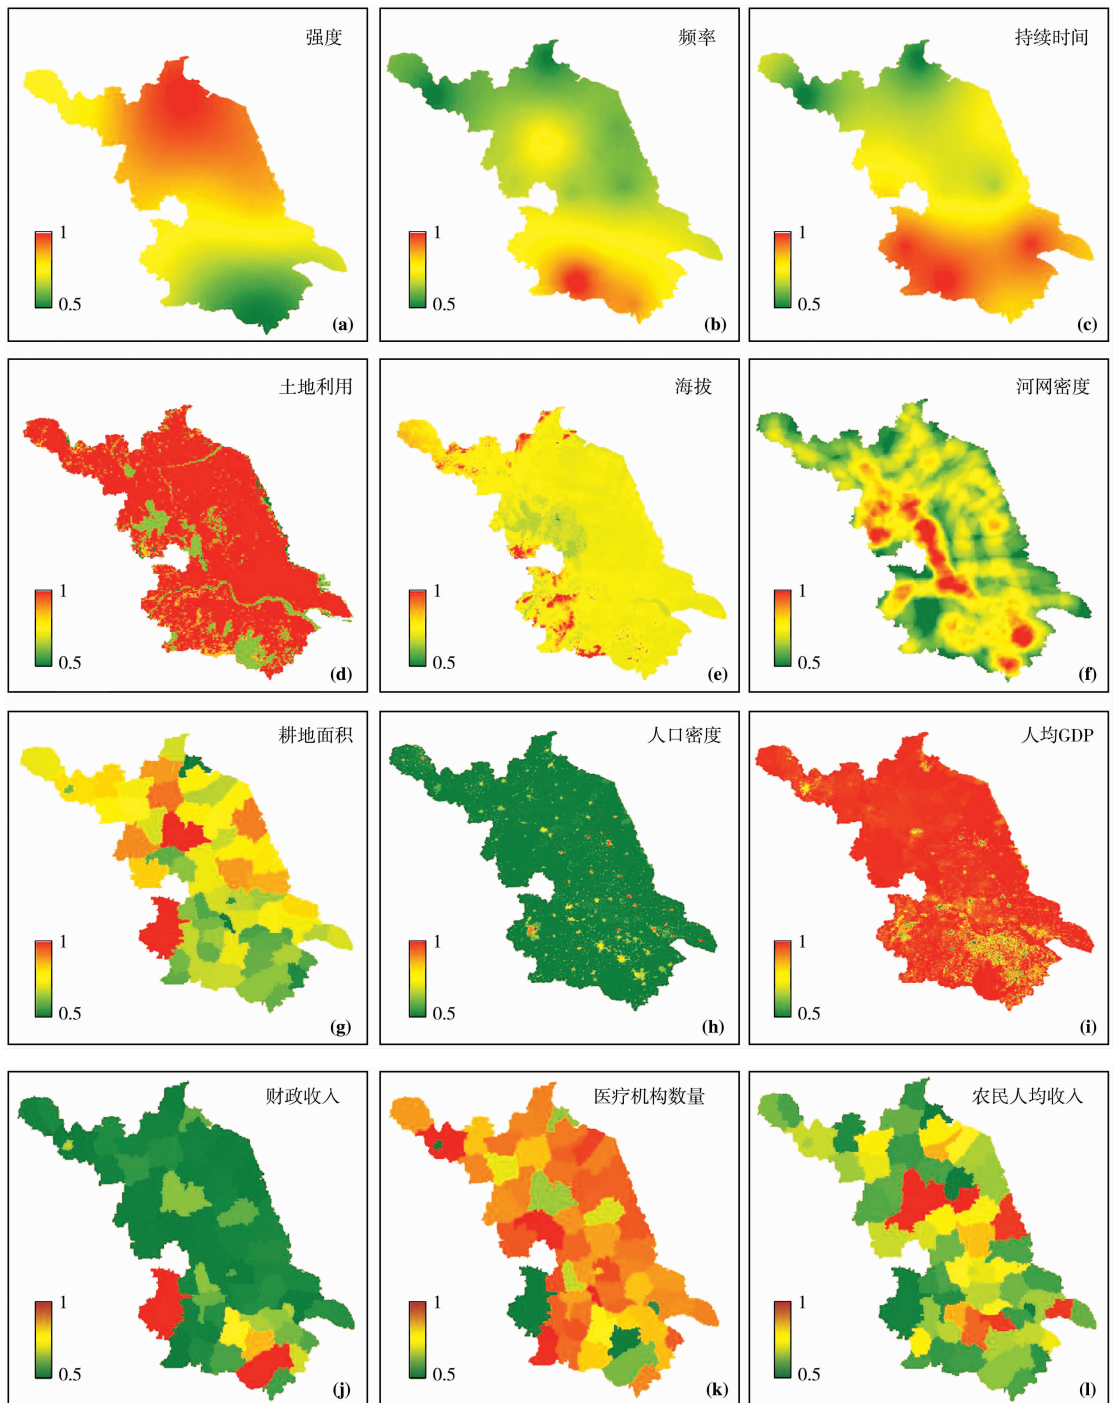 强度
1
0.5
(a)
频率
1
0.5
(b)
持续时间
1
0.5
(c)
土地利用
1
0.5
(d)
海拔
1
0.5
(e)
河网密度
1
0.5
(f)
耕地面积
1
0.5
(g)
人口密度
1
0.5
(h)
人均GDP
1
0.5
(i)
财政收入
1
0.5
(j)
医疗机构数量
1
0.5
(k)
农民人均收入
1
0.5
(l)